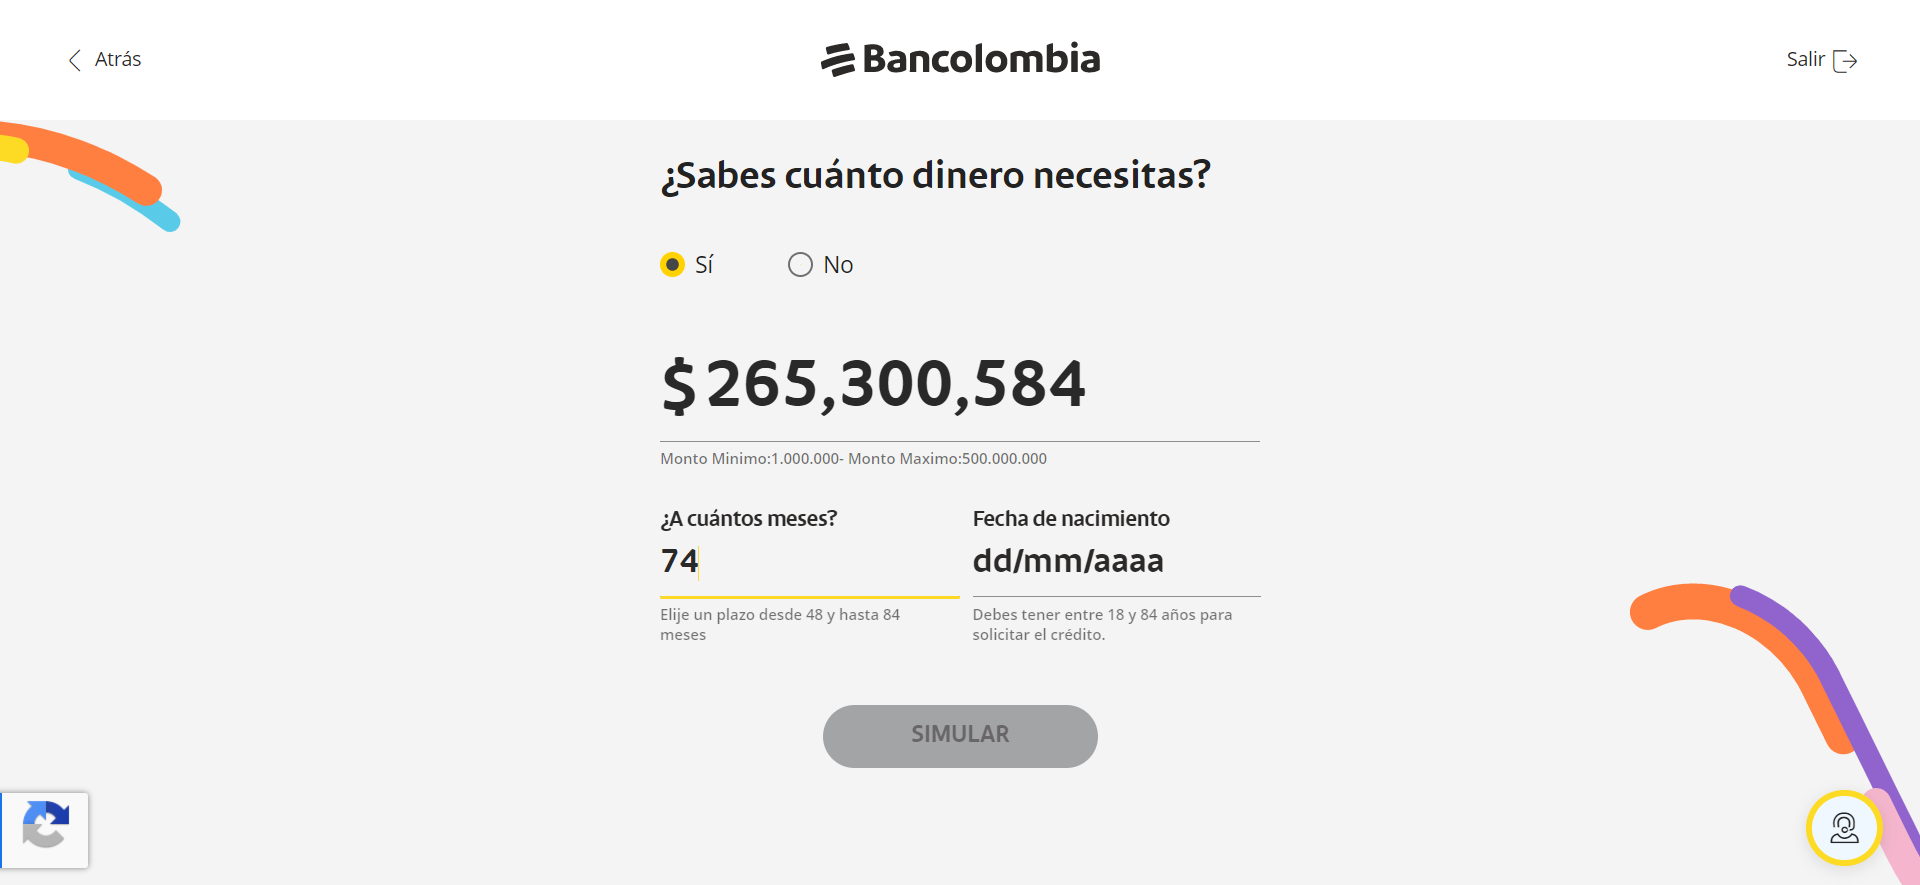 Atrás
Bancolombia
Salir
¿Sabes cuánto dinero necesitas?
Sí
No
$265,300,584
Monto Minimo:1.000.000- Monto Maximo:500.000.000
¿A cuántos meses?
74
Elije un plazo desde 48 y hasta 84
meses
Fecha de nacimiento
dd/mm/aaaa
Debes tener entre 18 y 84 años para
solicitar el crédito.
SIMULAR